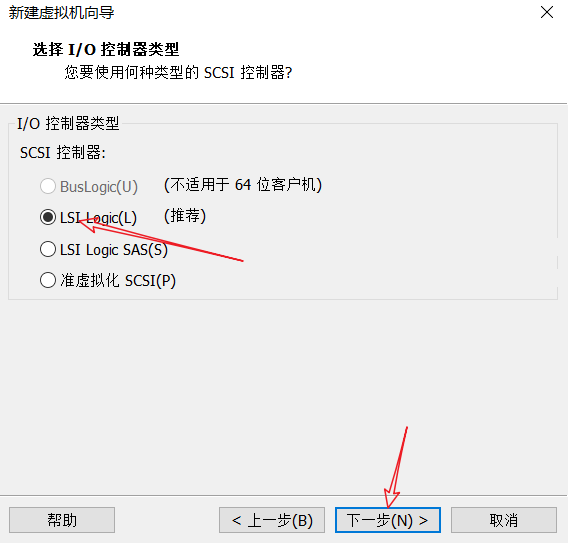 新建虚拟机向导
选择 I/O 控制器类型
您要使用何种类型的 SCSI 控制器?
I/O 控制器类型
SCSI 控制器:
BusLogic(U) (不适用于 64 位客户机)
LSI Logic(L) (推荐)
LSI Logic SAS(S)
准虚拟化 SCSI(P)
帮助 < 上一步(B) 下一步(N) > 取消